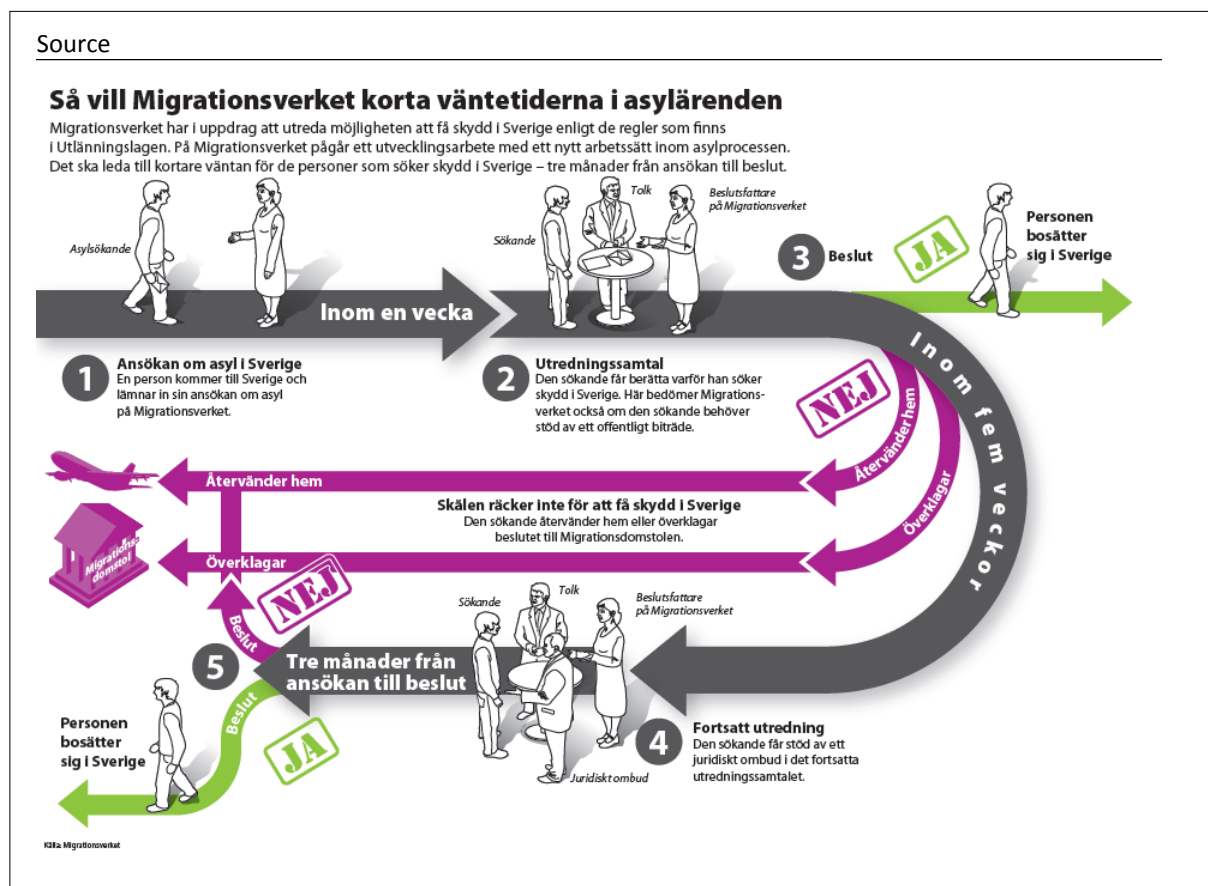 Source
Så vill Migrationsverket korta väntetiderna i asylärenden
Migrationsverket har i uppdrag att utreda möjligheten att få skydd i Sverige enligt de regler som finns
i Utlänningslagen. På Migrationsverket pågår ett utvecklingsarbete med ett nytt arbetssätt inom asylprocessen.
Det ska leda till kortare väntan för de personer som söker skydd i Sverige – tre månader från ansökan till beslut.
Asylsökande
Inom en vecka
1
Ansökan om asyl i Sverige
En person kommer till Sverige och
lämnar in sin ansökan om asyl
på Migrationsverket.
Sökande
Tolk
Beslutsfattare
på Migrationsverket
2
Utredningssamtal
Den sökande får berätta varför han söker
skydd i Sverige. Här bedömer Migrations-
verket också om den sökande behöver
stöd av ett offentligt biträde.
3
Beslut
JA
Personen
bosätter
sig i Sverige
NEJ
Återvänder hem
Överklagar
Inom fem veckor
Återvänder hem
Skälen räcker inte för att få skydd i Sverige
Den sökande återvänder hem eller överklagar
beslutet till Migrationsdomstolen.
Migrations-
domstol
Överklagar
Sökande
Tolk
Beslutsfattare
på Migrationsverket
Juridiskt ombud
4
Fortsatt utredning
Den sökande får stöd av ett
juridiskt ombud i det fortsatta
utredningssamtalet.
Tre månader från
ansökan till beslut
5
Beslut
NEJ
Beslut
JA
Personen
bosätter
sig i Sverige
Källa: Migrationsverket